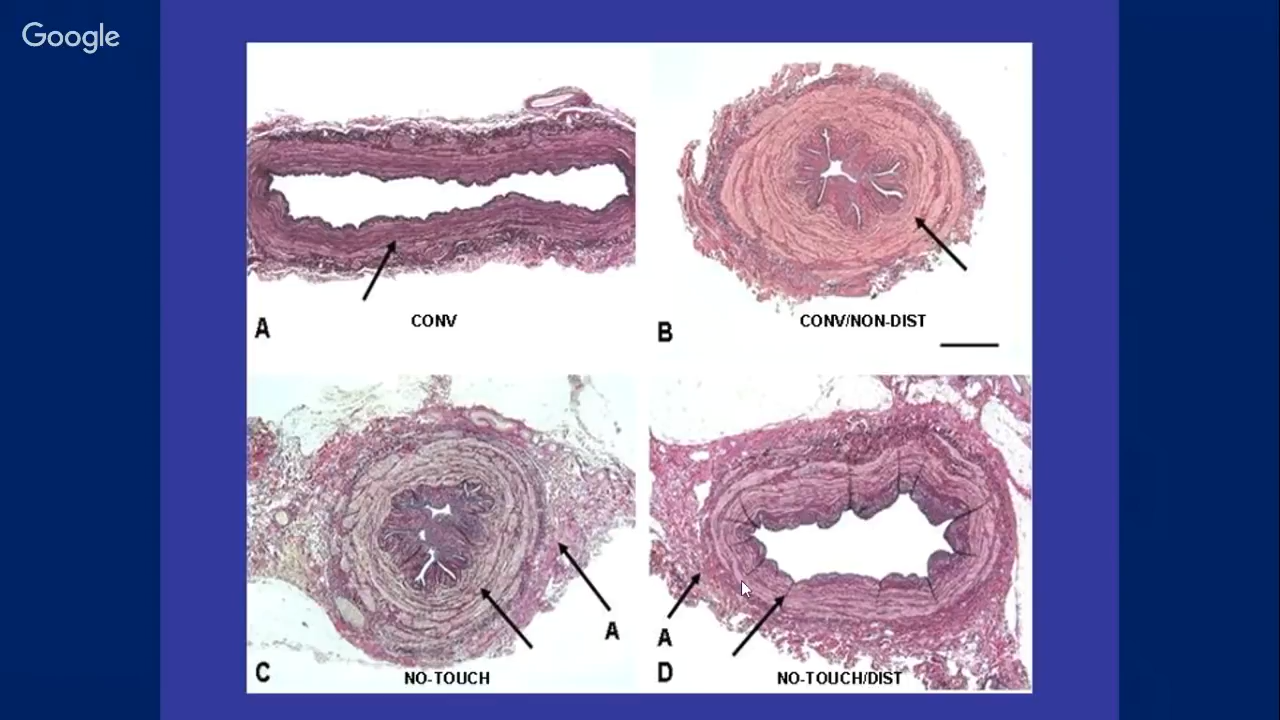 Google
A
CONV
B
CONV/NON-DIST
A
C
NO-TOUCH
A
D
NO-TOUCH/DIST